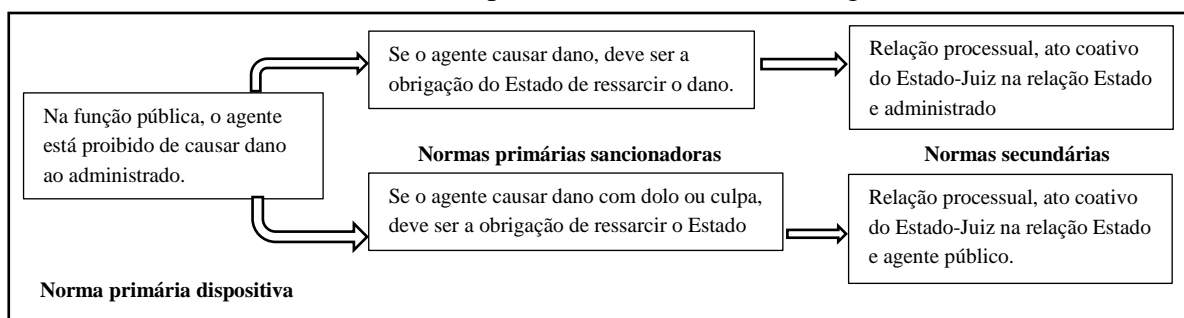 Na função pública, o agente
está proibido de causar dano
ao administrado.
Norma primária dispositiva
Se o agente causar dano, deve ser a
obrigação do Estado de ressarcir o dano.
Normas primárias sancionadoras
Se o agente causar dano com dolo ou culpa,
deve ser a obrigação de ressarcir o Estado
Relação processual, ato coativo
do Estado-Juiz na relação Estado
e administrado
Normas secundárias
Relação processual, ato coativo
do Estado-Juiz na relação Estado
e agente público.